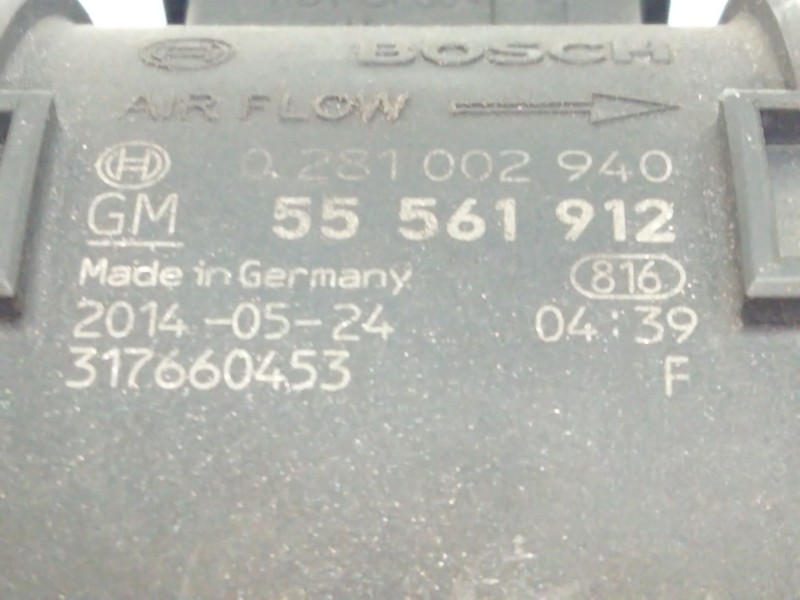 BOSCH
AIR FLOW
0 281 002 940
GM 55 561 912
Made in Germany 816
2014-05-24 04:39
317660453 F